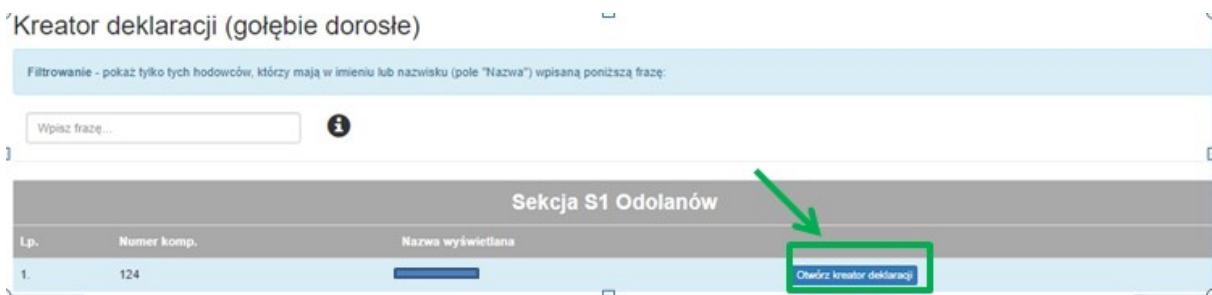 Kreator deklaracji (gołębie dorosłe)
Filtrowanie - pokaż tylko tych hodowców, którzy mają w imieniu lub nazwisku (pole "Nazwa") wpisaną poniższą frazę:
Wpisz frazę...
Sekcja S1 Odolanów
Lp. Numer komp. Nazwa wyświetlana
1. 124 Otwórz kreator deklaracji